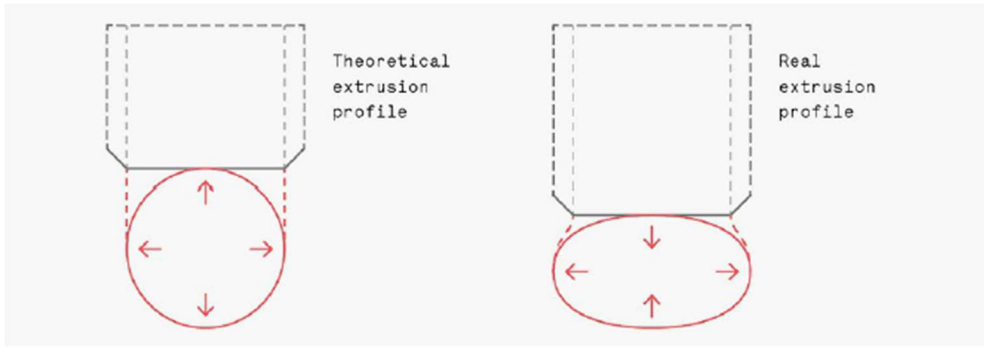 Theoretical
extrusion
profile
Real
extrusion
profile